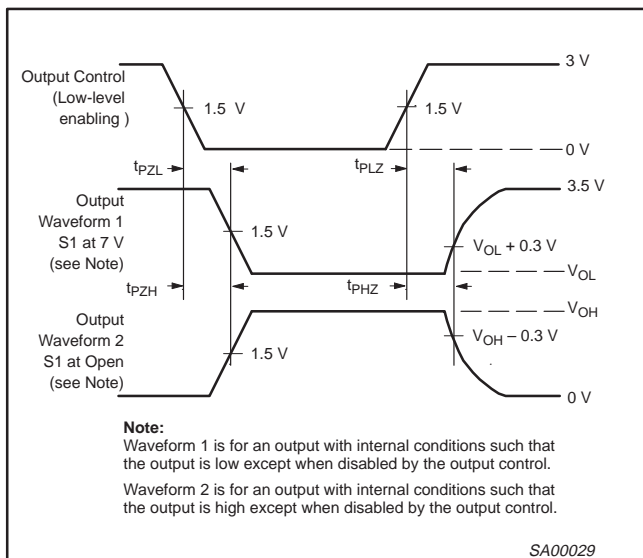 3 V
Output Control
(Low-level
enabling )
1.5 V
1.5 V
0 V
tPZL
tPLZ
3.5 V
Output
Waveform 1
S1 at 7 V
(see Note)
1.5 V
VOL + 0.3 V
VOL
tPZH
tPHZ
VOH
Output
Waveform 2
S1 at Open
(see Note)
1.5 V
VOH – 0.3 V
0 V
Note:
Waveform 1 is for an output with internal conditions such that
the output is low except when disabled by the output control.
Waveform 2 is for an output with internal conditions such that
the output is high except when disabled by the output control.
SA00029